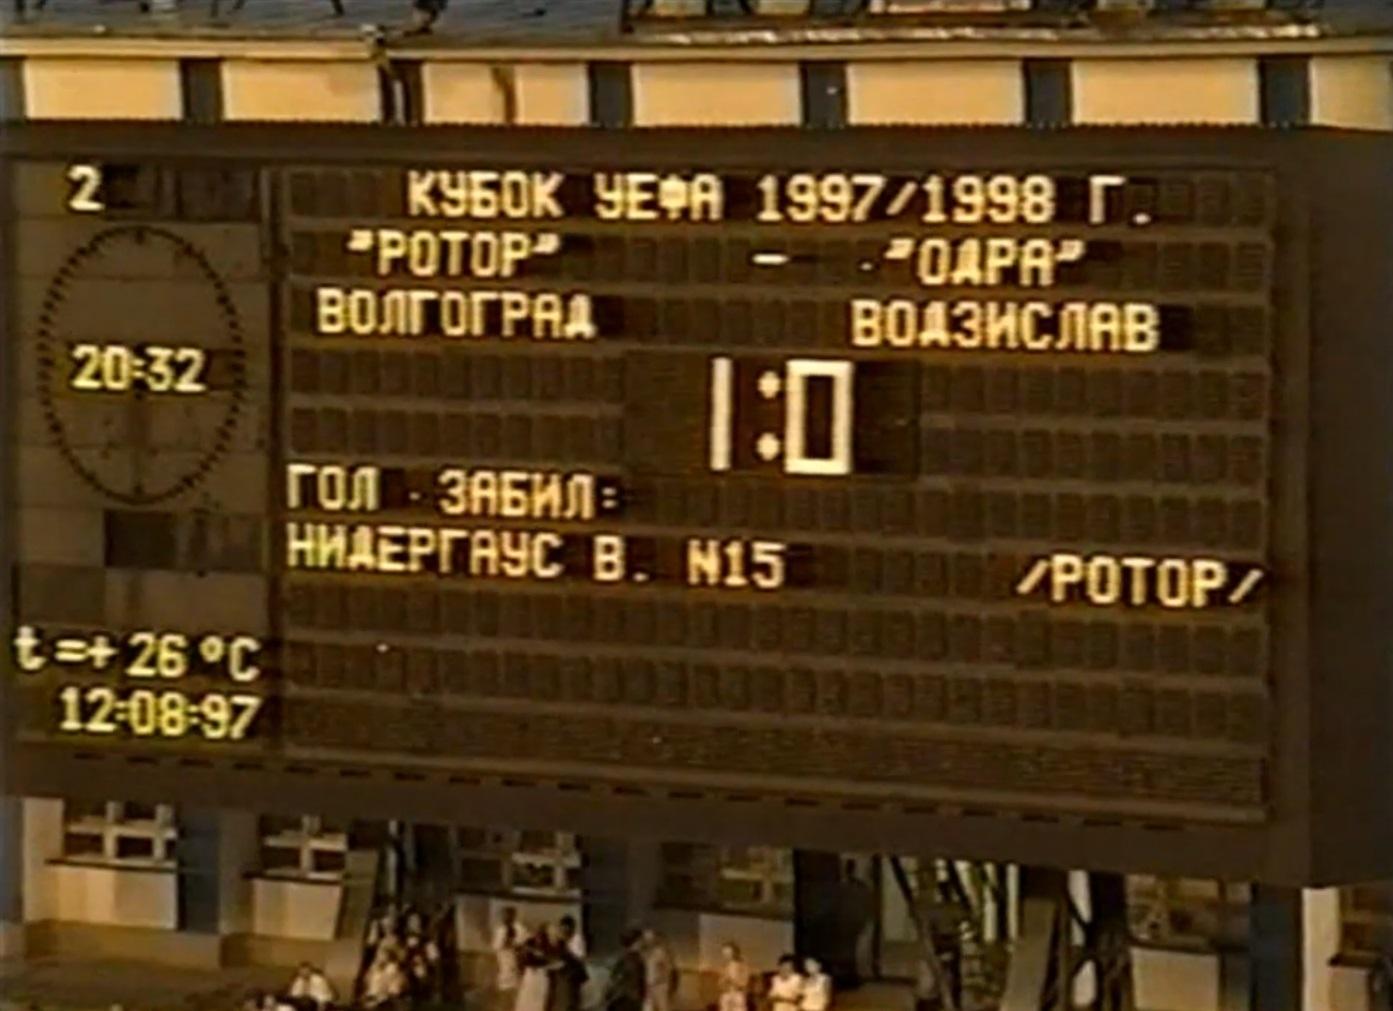 2
КУБОК УЕФА 1997/1998 Г.
"РОТОР" - "ОДРА"
ВОЛГОГРАД ВОДЗИСЛАВ
20:32
1:0
ГОЛ ЗАБИЛ:
НИДЕРГАУС В. N15 /РОТОР/
t=+26°C
12:08:97